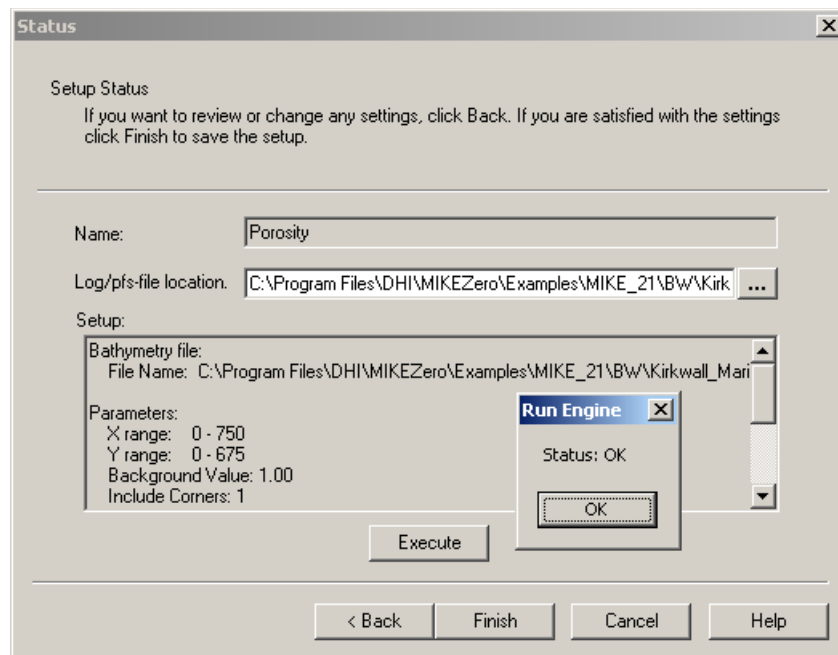 Status
Setup Status
If you want to review or change any settings, click Back. If you are satisfied with the settings
click Finish to save the setup.
Name:
Porosity
Log/pfs-file location.
C:\Program Files\DHI\MIKEZero\Examples\MIKE_21\BW\Kirk
...
Setup:
Bathymetry file:
File Name: C:\Program Files\DHI\MIKEZero\Examples\MIKE_21\BW\Kirkwall_Mari
Parameters:
X range: 0 - 750
Y range: 0 - 675
Background Value: 1.00
Include Corners: 1
Run Engine
Status: OK
OK
Execute
< Back
Finish
Cancel
Help